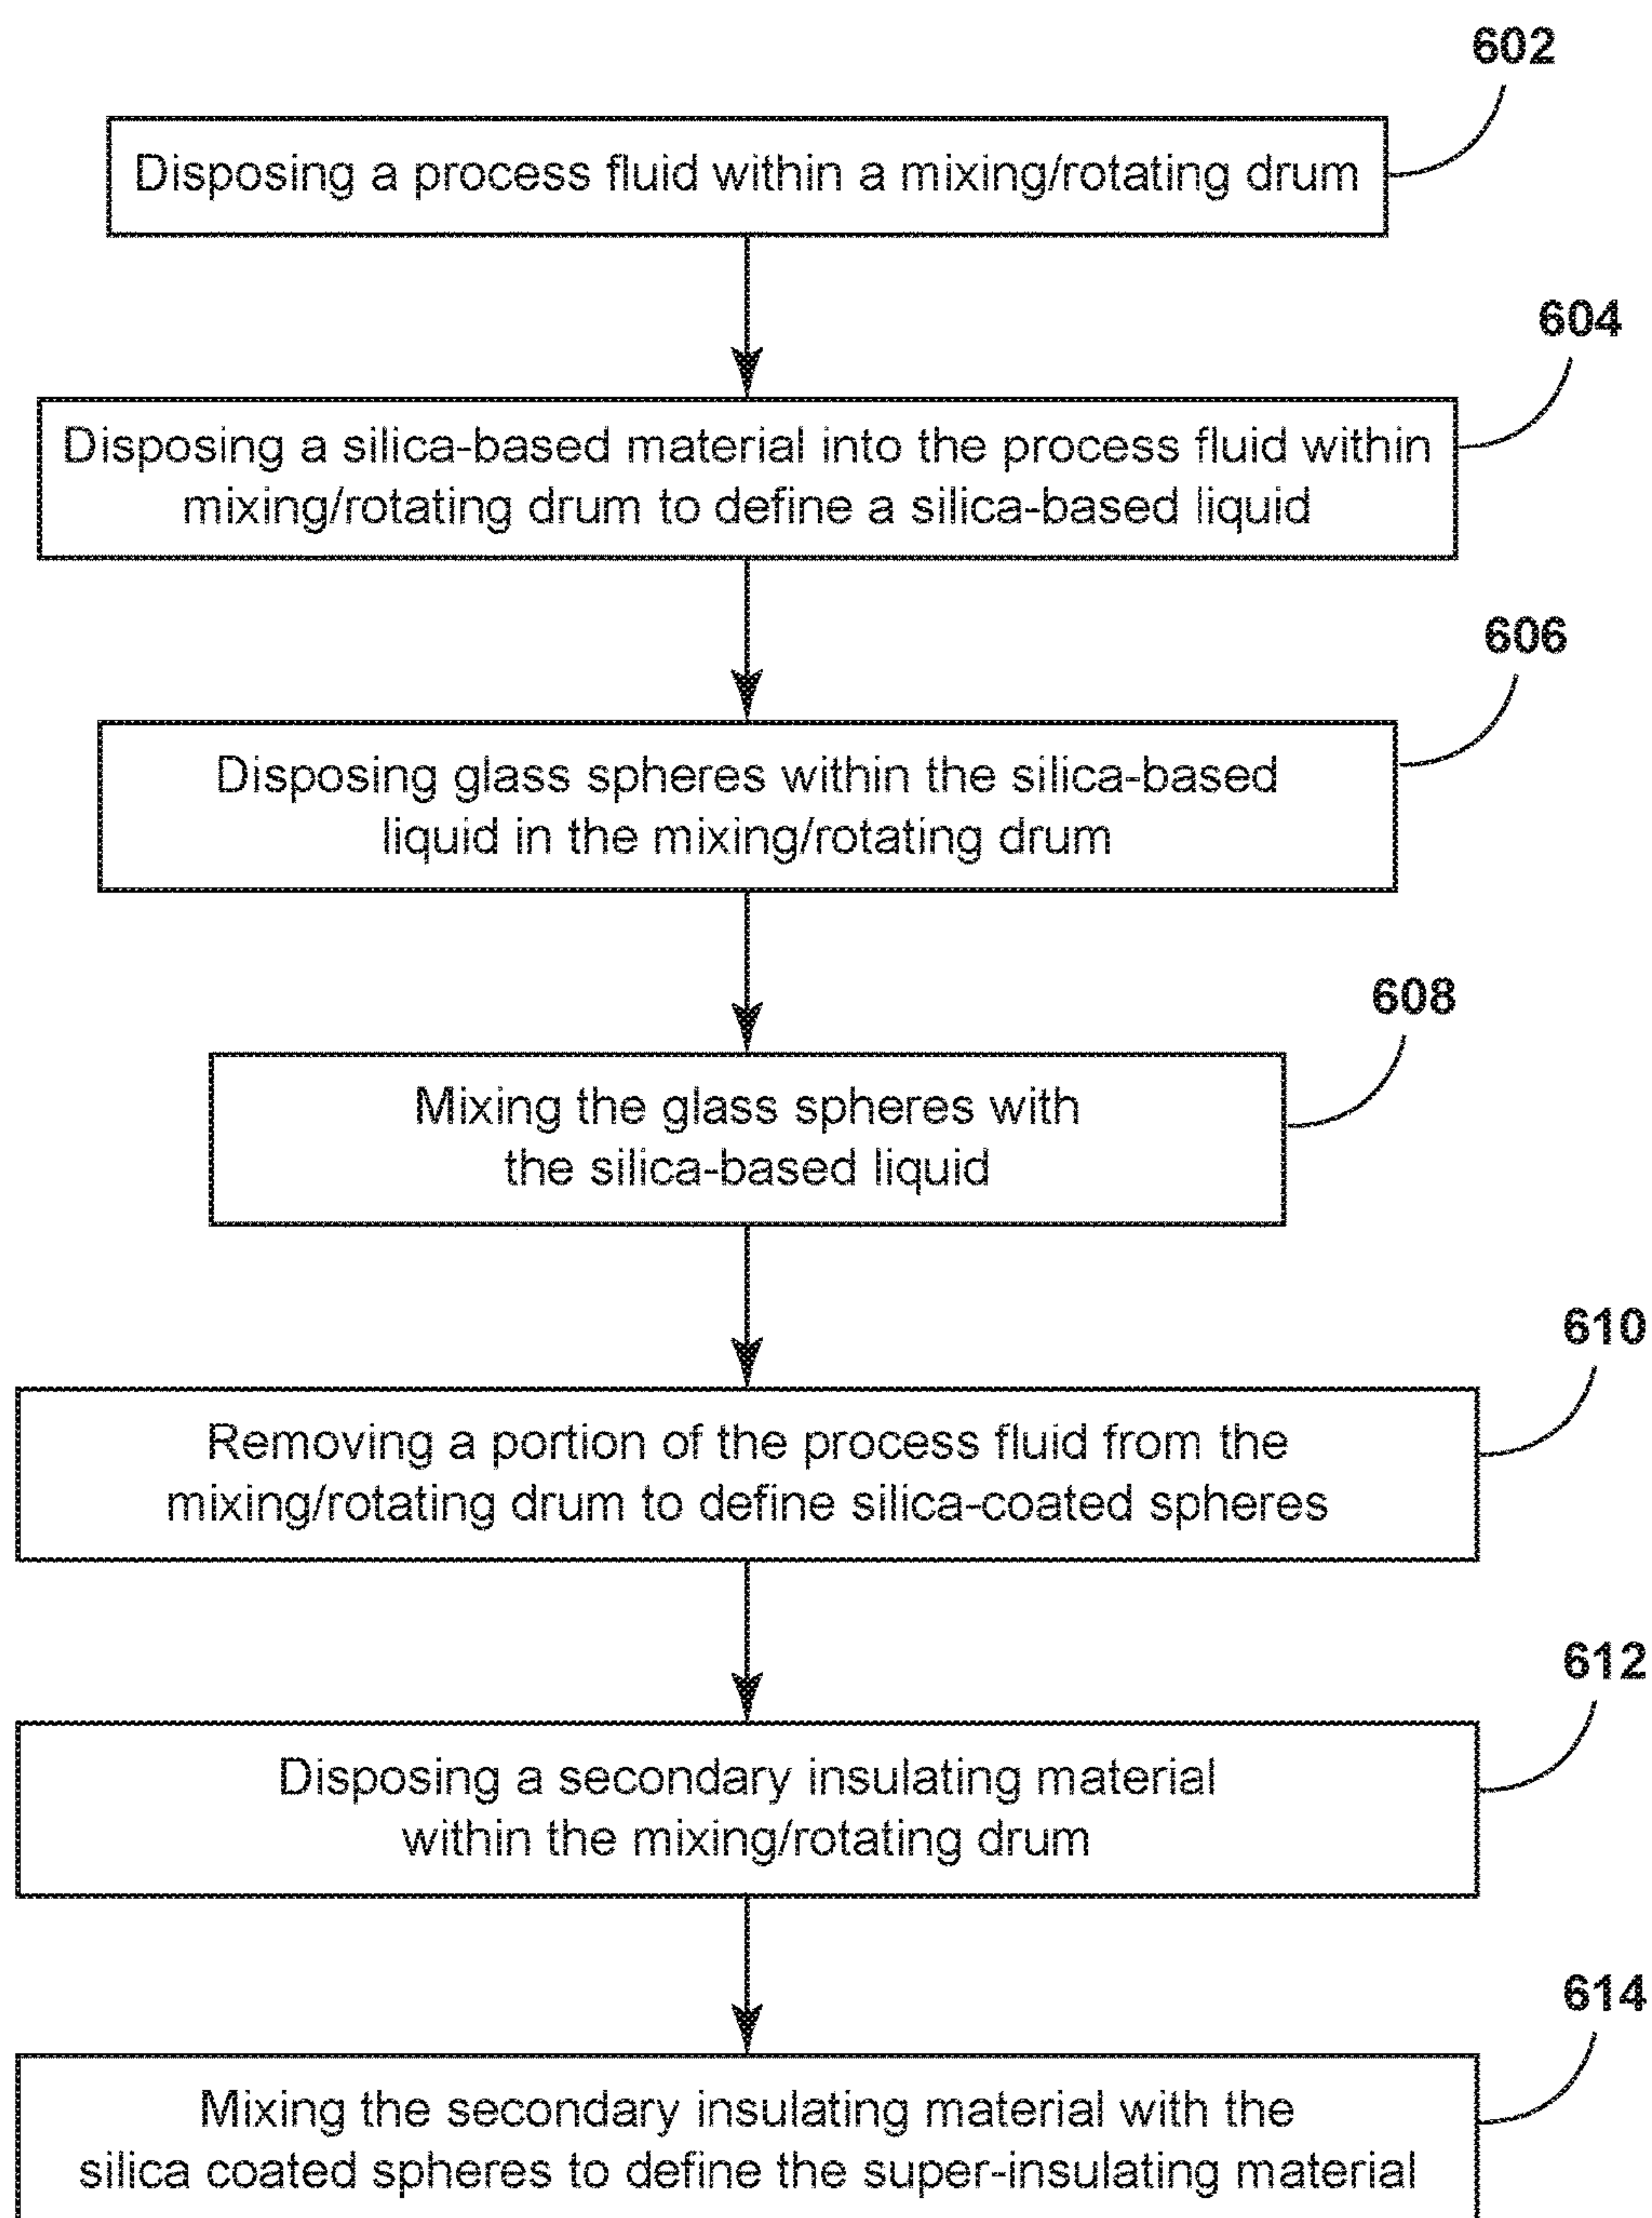 602
Disposing a process fluid within a mixing/rotating drum
604
Disposing a silica-based material into the process fluid within
mixing/rotating drum to define a silica-based liquid
606
Disposing glass spheres within the silica-based
liquid in the mixing/rotating drum
608
Mixing the glass spheres with
the silica-based liquid
610
Removing a portion of the process fluid from the
mixing/rotating drum to define silica-coated spheres
612
Disposing a secondary insulating material
within the mixing/rotating drum
614
Mixing the secondary insulating material with the
silica coated spheres to define the super-insulating material